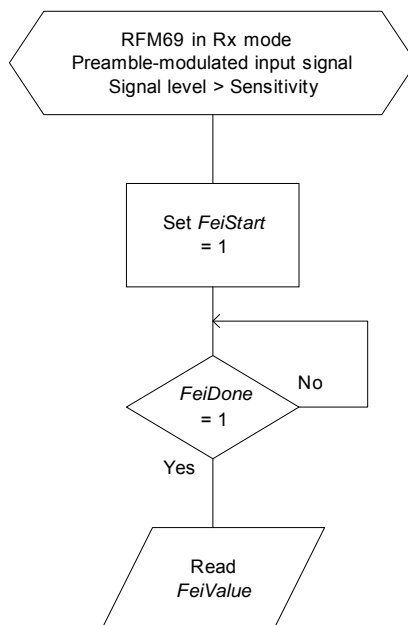 RFM69 in Rx mode
Preamble-modulated input signal
Signal level > Sensitivity
Set FeiStart
= 1
FeiDone
= 1
No
Yes
Read
FeiValue